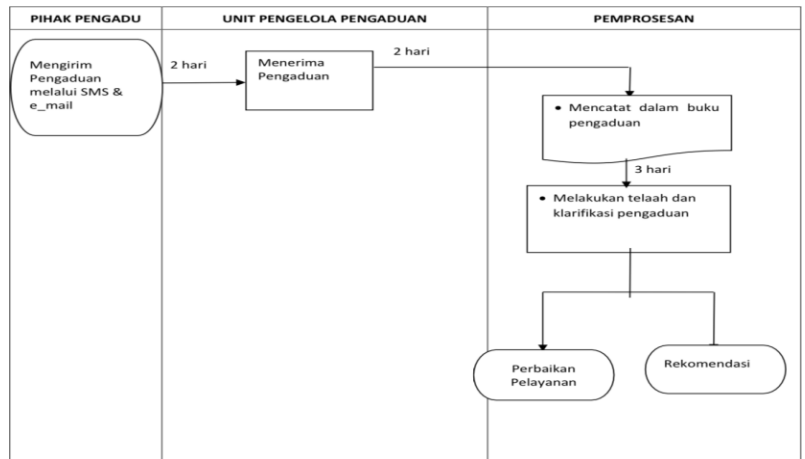 PIHAK PENGADU
UNIT PENGELOLA PENGADUAN
PEMPROSESAN
Mengirim
Pengaduan
melalui SMS &
e_mail
2 hari
Menerima
Pengaduan
2 hari
• Mencatat dalam buku
pengaduan
3 hari
• Melakukan telaah dan
klarifikasi pengaduan
Perbaikan
Pelayanan
Rekomendasi